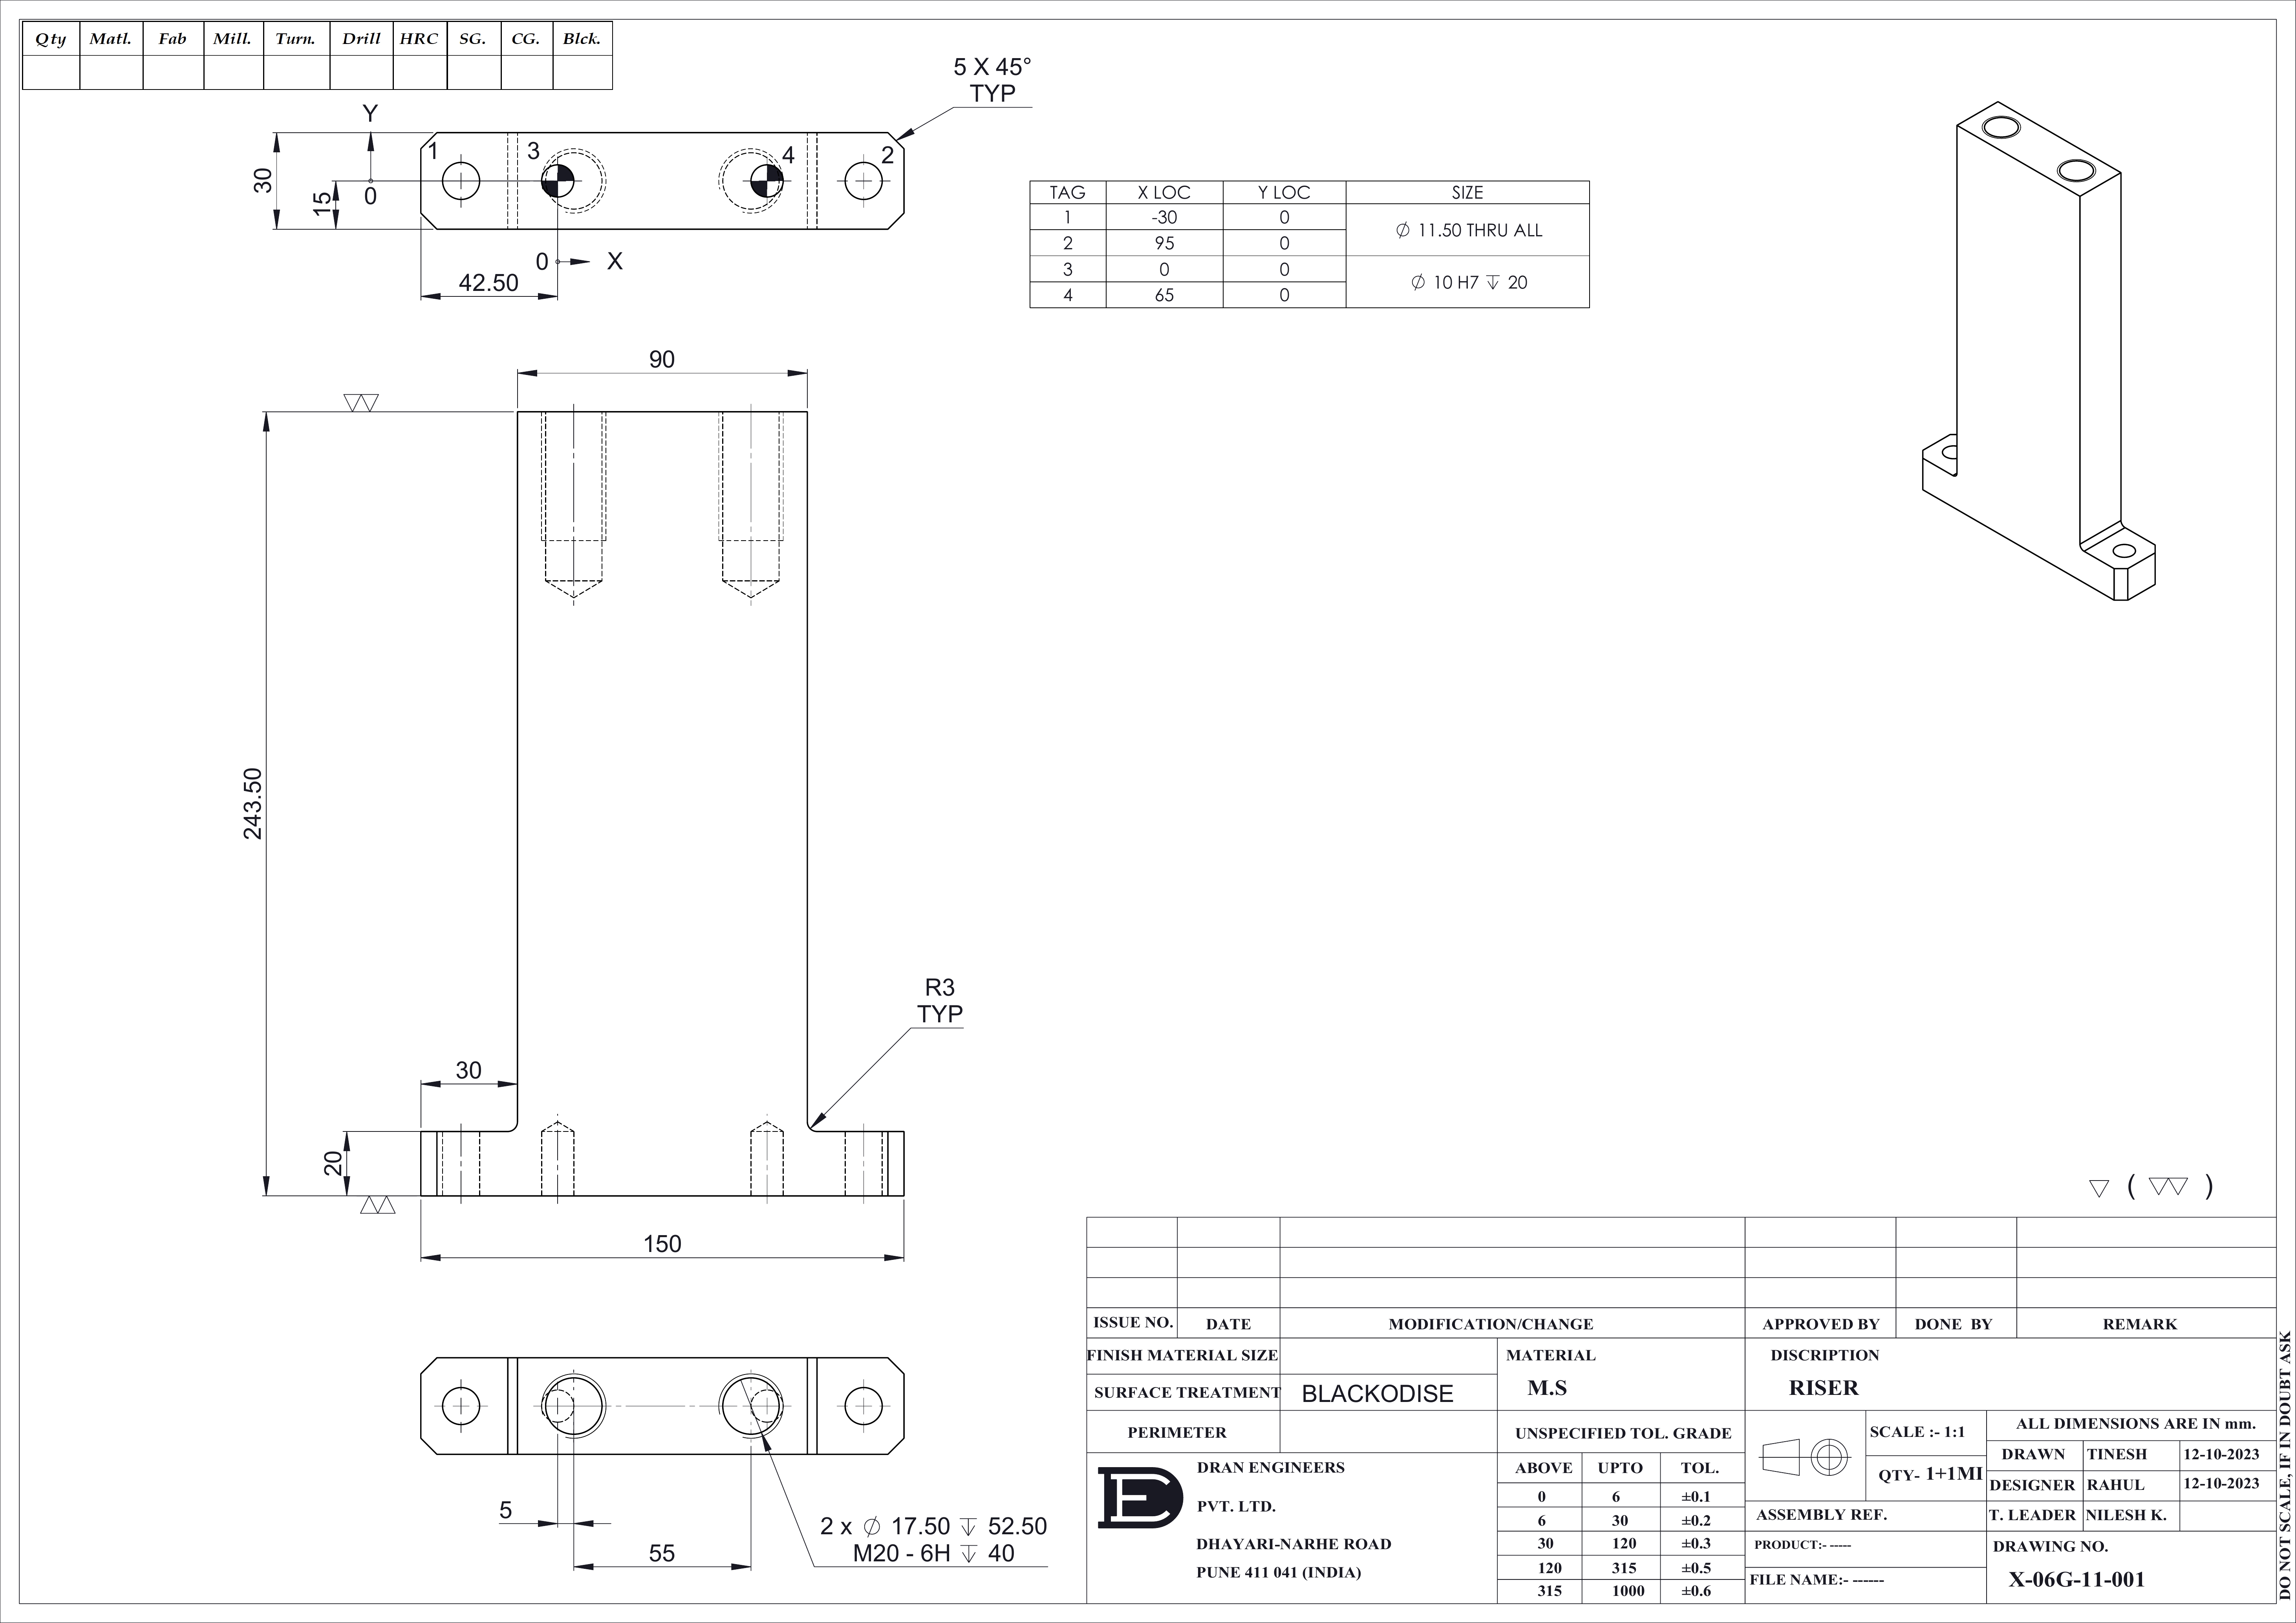 Qty Matl. Fab Mill. Turn. Drill HRC SG. CG. Blck.
5 X 45°
TYP
Y
1 3 4 2
30
15
0
0 X
42.50
TAG X LOC Y LOC SIZE
1 -30 0 ⌀ 11.50 THRU ALL
2 95 0
3 0 0 ⌀ 10 H7 ↧ 20
4 65 0
90
243.50
R3
TYP
30
20
150
5
55
2 x ⌀ 17.50 ↧ 52.50
M20 - 6H ↧ 40
( )
ISSUE NO. DATE MODIFICATION/CHANGE APPROVED BY DONE BY REMARK
FINISH MATERIAL SIZE
SURFACE TREATMENT BLACKODISE
PERIMETER
MATERIAL
M.S
DISCRIPTION
RISER
UNSPECIFIED TOL. GRADE
ABOVE UPTO TOL.
0 6 ±0.1
6 30 ±0.2
30 120 ±0.3
120 315 ±0.5
315 1000 ±0.6
DRAN ENGINEERS
PVT. LTD.
DHAYARI-NARHE ROAD
PUNE 411 041 (INDIA)
SCALE :- 1:1
QTY- 1+1MI
ALL DIMENSIONS ARE IN mm.
DRAWN TINESH 12-10-2023
DESIGNER RAHUL 12-10-2023
T. LEADER NILESH K.
ASSEMBLY REF.
PRODUCT:- -----
FILE NAME:- ------
DRAWING NO.
X-06G-11-001
DO NOT SCALE, IF IN DOUBT ASK